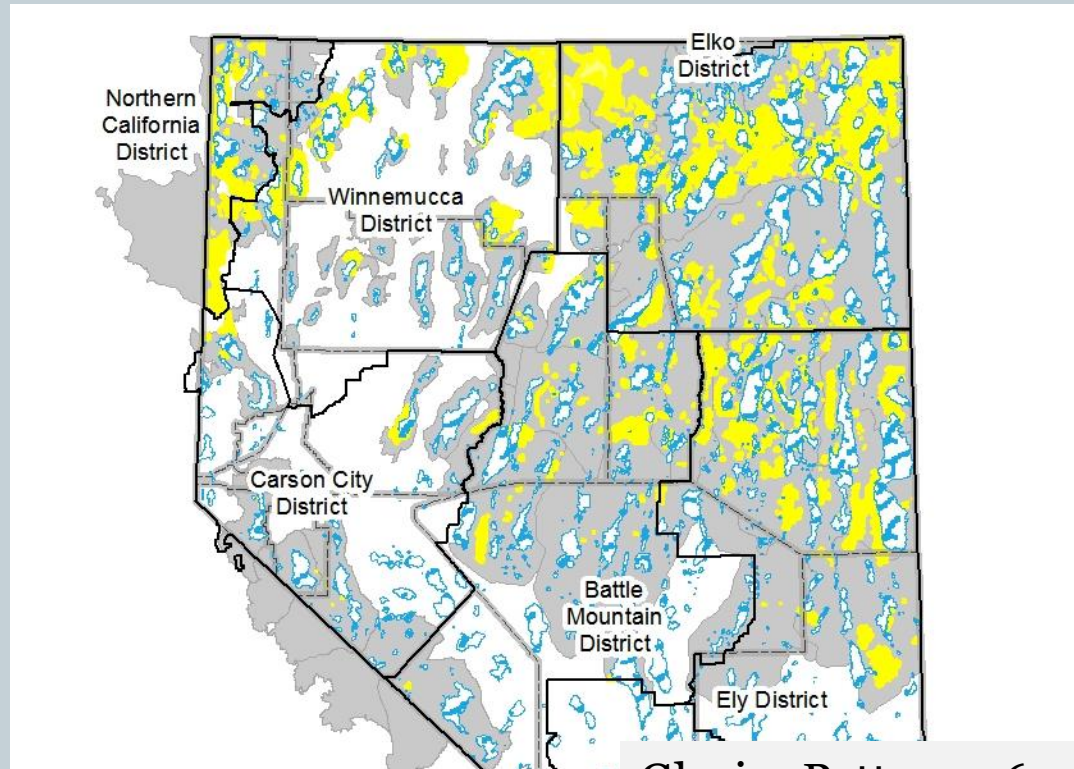 Elko
District
Northern
California
District
Winnemucca
District
Carson City
District
Battle
Mountain
District
Ely District